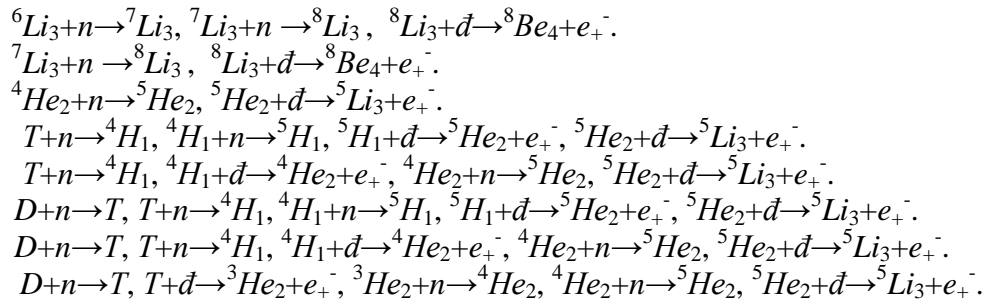 ⁶Li₃+n→⁷Li₃, ⁷Li₃+n →⁸Li₃ , ⁸Li₃+đ→⁸Be₄+e₊⁻.
⁷Li₃+n →⁸Li₃ , ⁸Li₃+đ→⁸Be₄+e₊⁻.
⁴He₂+n→⁵He₂, ⁵He₂+đ→⁵Li₃+e₊⁻.
T+n→⁴H₁, ⁴H₁+n→⁵H₁, ⁵H₁+đ→⁵He₂+e₊⁻, ⁵He₂+đ→⁵Li₃+e₊⁻.
T+n→⁴H₁, ⁴H₁+đ→⁴He₂+e₊⁻, ⁴He₂+n→⁵He₂, ⁵He₂+đ→⁵Li₃+e₊⁻.
D+n→T, T+n→⁴H₁, ⁴H₁+n→⁵H₁, ⁵H₁+đ→⁵He₂+e₊⁻, ⁵He₂+đ→⁵Li₃+e₊⁻.
D+n→T, T+n→⁴H₁, ⁴H₁+đ→⁴He₂+e₊⁻, ⁴He₂+n→⁵He₂, ⁵He₂+đ→⁵Li₃+e₊⁻.
D+n→T, T+đ→³He₂+e₊⁻, ³He₂+n→⁴He₂, ⁴He₂+n→⁵He₂, ⁵He₂+đ→⁵Li₃+e₊⁻.